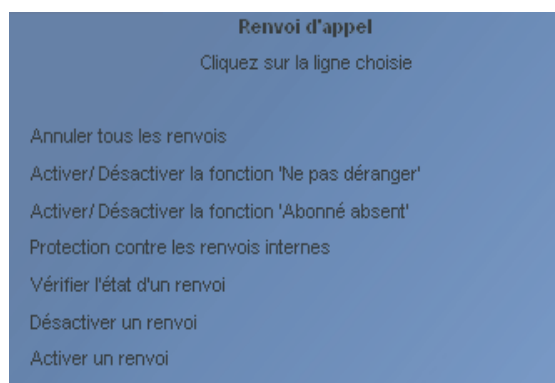 Renvoi d'appel
Cliquez sur la ligne choisie
Annuler tous les renvois
Activer/ Désactiver la fonction 'Ne pas déranger'
Activer/ Désactiver la fonction 'Abonné absent'
Protection contre les renvois internes
Vérifier l'état d'un renvoi
Désactiver un renvoi
Activer un renvoi